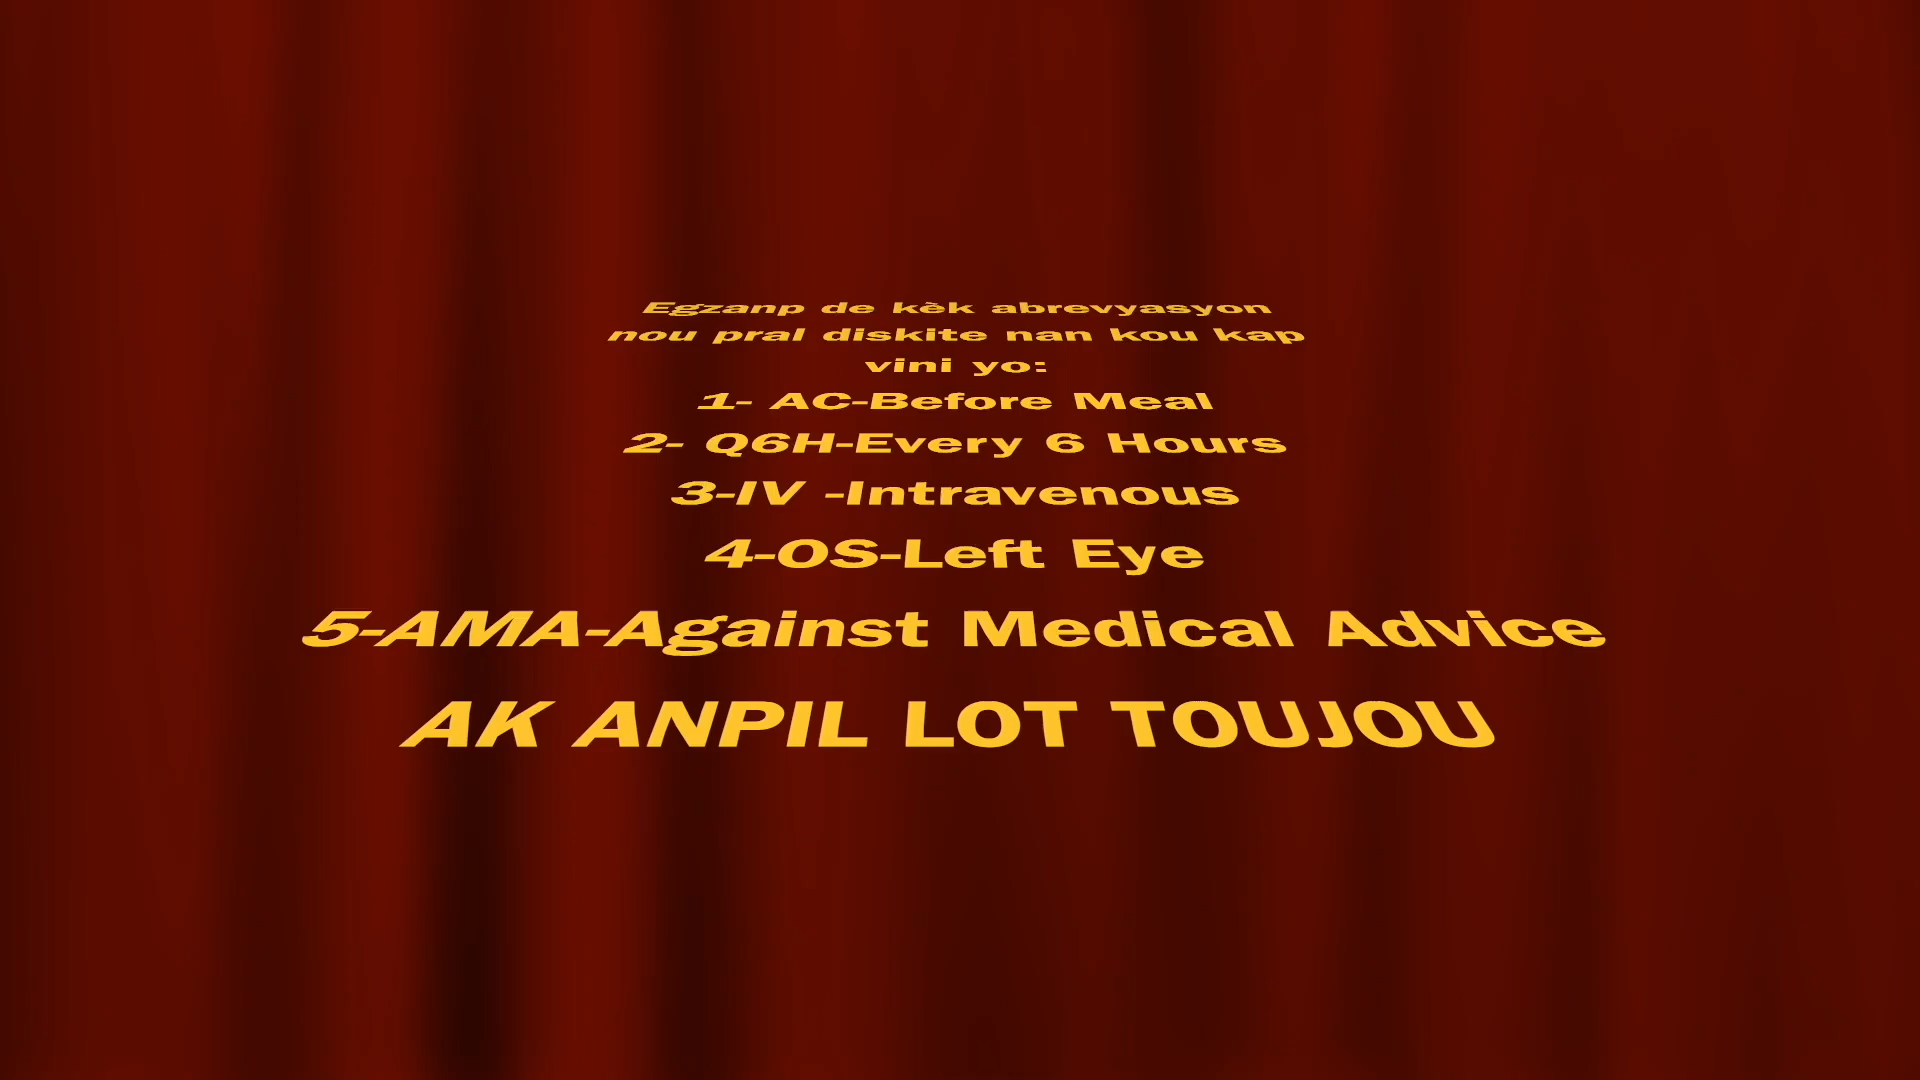 Egzanp de kèk abrevyasyon
nou pral diskite nan kou kap
vini yo:
1- AC-Before Meal
2- Q6H-Every 6 Hours
3-IV -Intravenous
4-OS-Left Eye
5-AMA-Against Medical Advice
AK ANPIL LOT TOUJOU